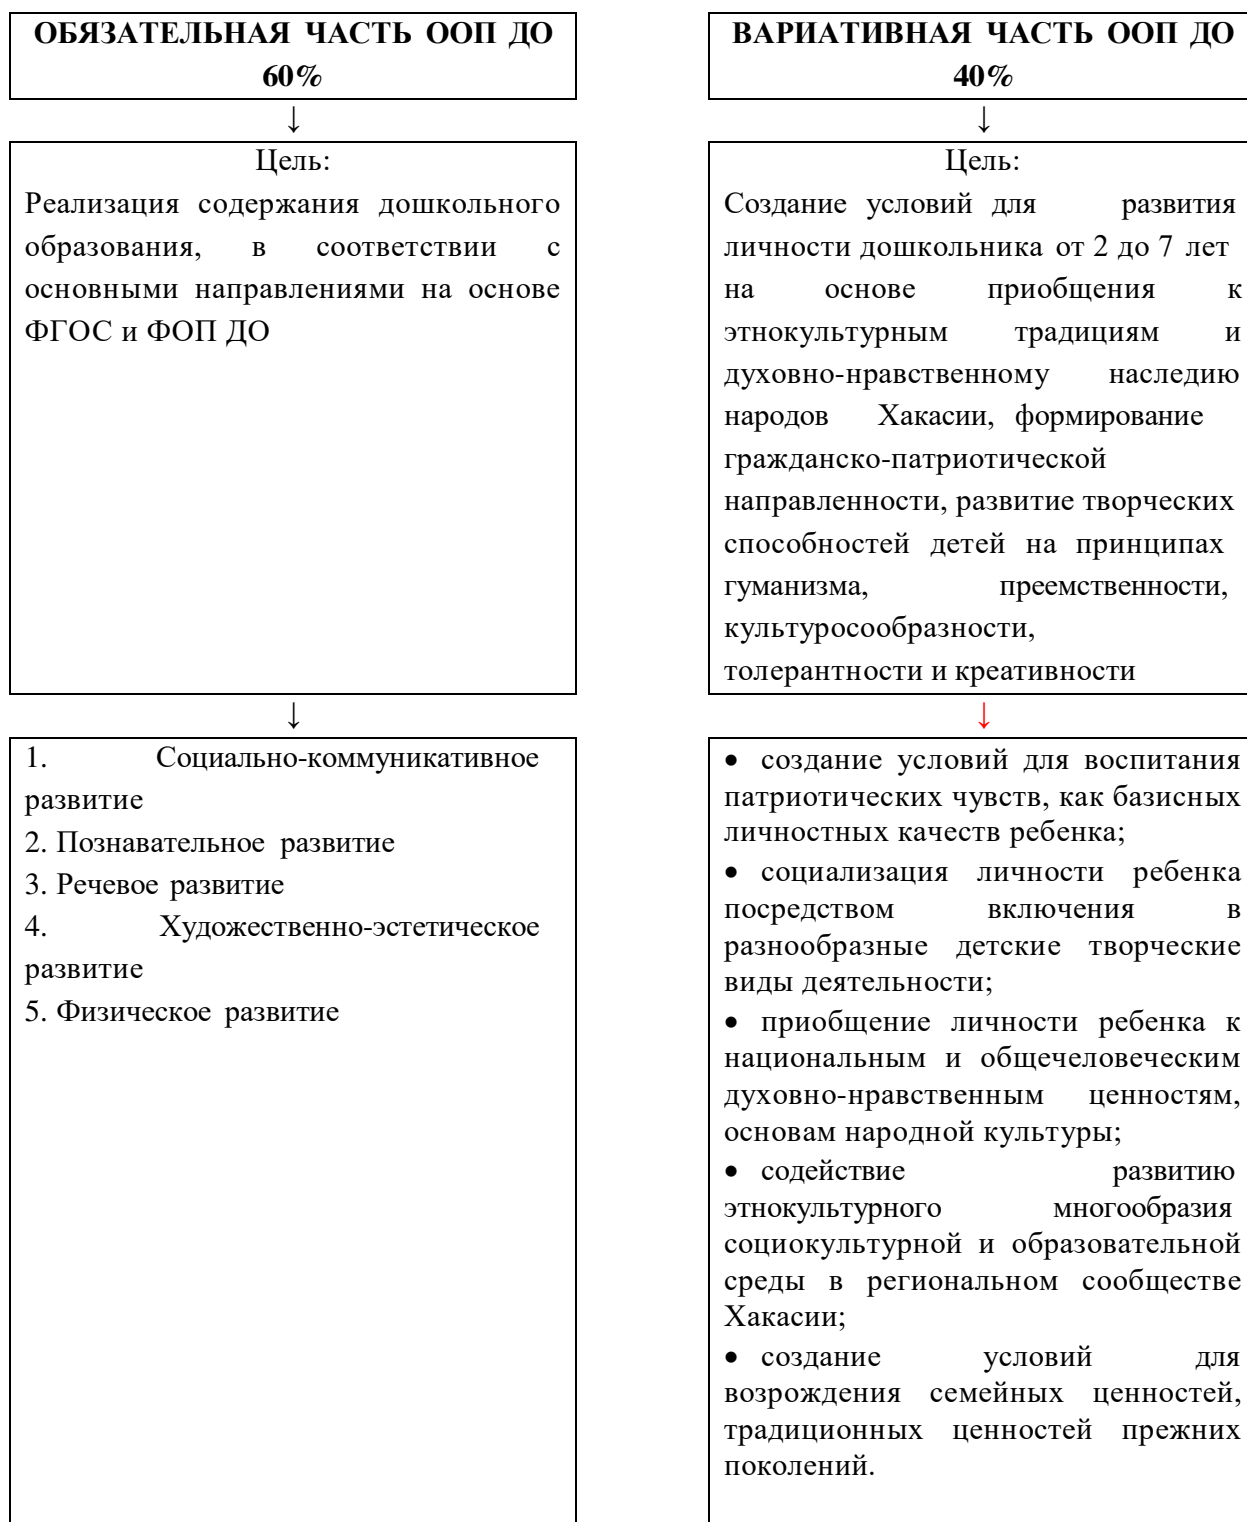 ОБЯЗАТЕЛЬНАЯ ЧАСТЬ ООП ДО
60%
↓
Цель:
Реализация содержания дошкольного
образования, в соответствии с
основными направлениями на основе
ФГОС и ФОП ДО
↓
1. Социально-коммуникативное
развитие
2. Познавательное развитие
3. Речевое развитие
4. Художественно-эстетическое
развитие
5. Физическое развитие
ВАРИАТИВНАЯ ЧАСТЬ ООП ДО
40%
↓
Цель:
Создание условий для развития
личности дошкольника от 2 до 7 лет
на основе приобщения к
этнокультурным традициям и
духовно-нравственному наследию
народов Хакасии, формирование
гражданско-патриотической
направленности, развитие творческих
способностей детей на принципах
гуманизма, преемственности,
культуросообразности,
толерантности и креативности
↓
• создание условий для воспитания
патриотических чувств, как базисных
личностных качеств ребенка;
• социализация личности ребенка
посредством включения в
разнообразные детские творческие
виды деятельности;
• приобщение личности ребенка к
национальным и общечеловеческим
духовно-нравственным ценностям,
основам народной культуры;
• содействие развитию
этнокультурного многообразия
социокультурной и образовательной
среды в региональном сообществе
Хакасии;
• создание условий для
возрождения семейных ценностей,
традиционных ценностей прежних
поколений.